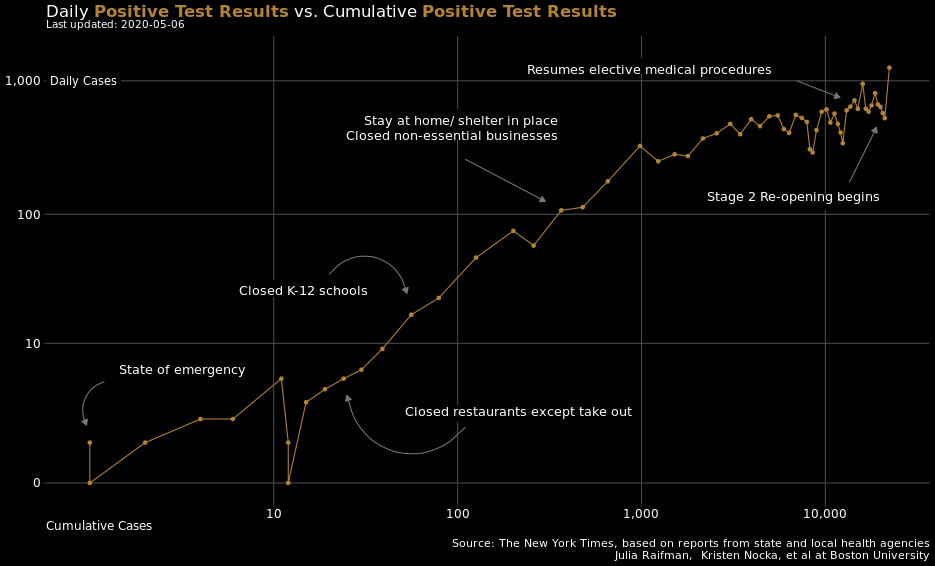 Daily Positive Test Results vs. Cumulative Positive Test Results
Last updated: 2020-05-06
Resumes elective medical procedures
1,000
Daily Cases
Stay at home/ shelter in place
Closed non-essential businesses
Stage 2 Re-opening begins
100
Closed K-12 schools
10
State of emergency
Closed restaurants except take out
0
10
100
1,000
10,000
Cumulative Cases
Source: The New York Times, based on reports from state and local health agencies
Julia Raifman, Kristen Nocka, et al at Boston University